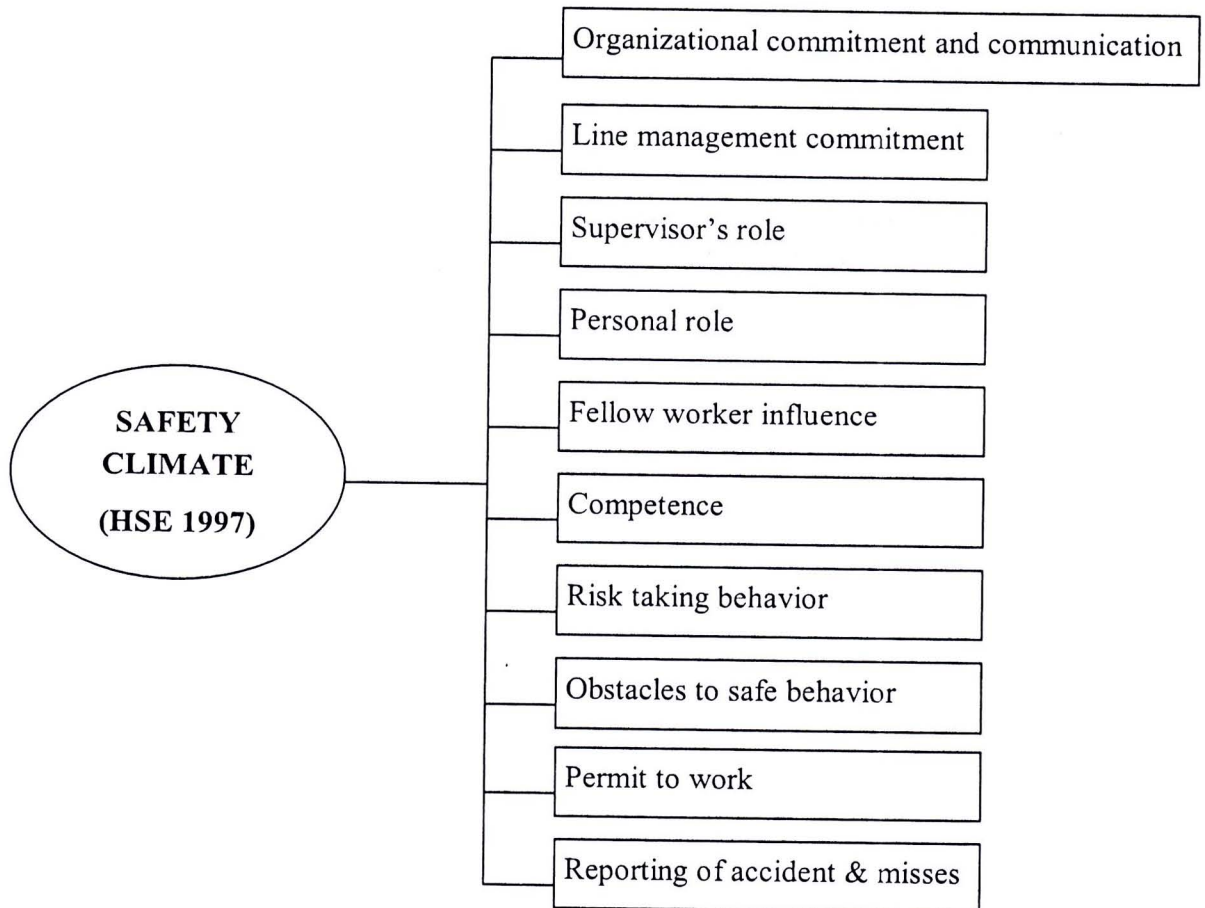 Organizational commitment and communication
Line management commitment
Supervisor's role
Personal role
Fellow worker influence
SAFETY
CLIMATE
(HSE 1997)
Competence
Risk taking behavior
Obstacles to safe behavior
Permit to work
Reporting of accident & misses